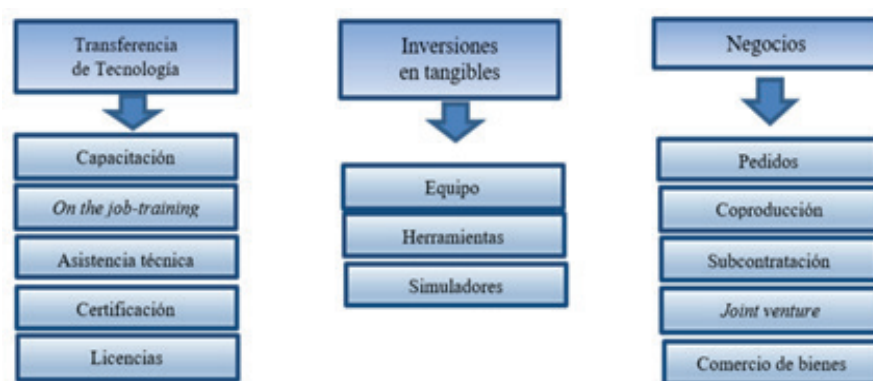 Transferencia
de Tecnología
Capacitación
On the job-training
Asistencia técnica
Certificación
Licencias
Inversiones
en tangibles
Equipo
Herramientas
Simuladores
Negocios
Pedidos
Coproducción
Subcontratación
Joint venture
Comercio de bienes